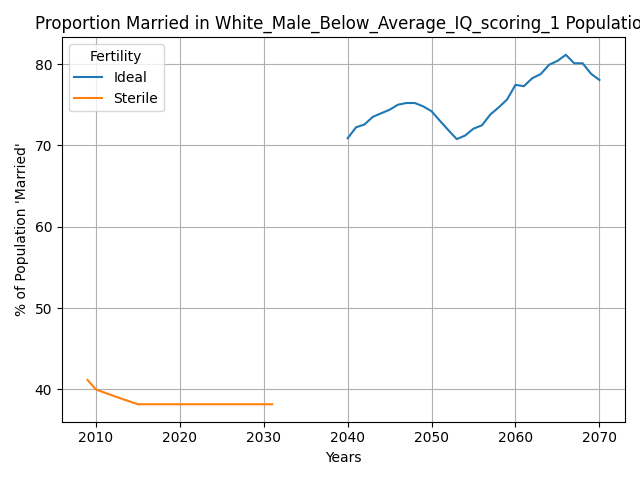 Proportion Married in White_Male_Below_Average_IQ_scoring_1 Populatio
Fertility
Ideal
Sterile
% of Population 'Married'
80
70
60
50
40
2010 2020 2030 2040 2050 2060 2070
Years